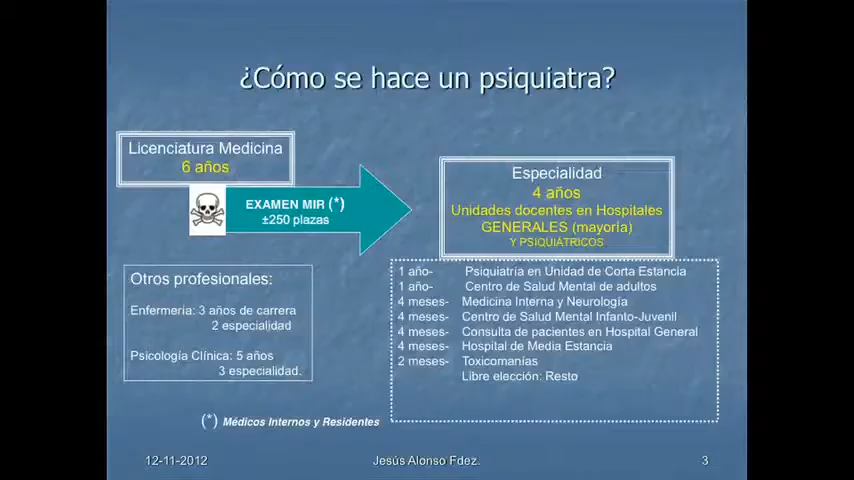 ¿Cómo se hace un psiquiatra?
Licenciatura Medicina
6 años
EXAMEN MIR (*)
±250 plazas
Especialidad
4 años
Unidades docentes en Hospitales
GENERALES (mayoría)
Y PSIQUIÁTRICOS
1 año- Psiquiatría en Unidad de Corta Estancia
1 año- Centro de Salud Mental de adultos
4 meses- Medicina Interna y Neurología
4 meses- Centro de Salud Mental Infanto-Juvenil
4 meses- Consulta de pacientes en Hospital General
4 meses- Hospital de Media Estancia
2 meses- Toxicomanías
Libre elección: Resto
Otros profesionales:
Enfermería: 3 años de carrera
2 especialidad
Psicología Clínica: 5 años
3 especialidad.
(*) Médicos Internos y Residentes
12-11-2012
Jesús Alonso Fdez.
3